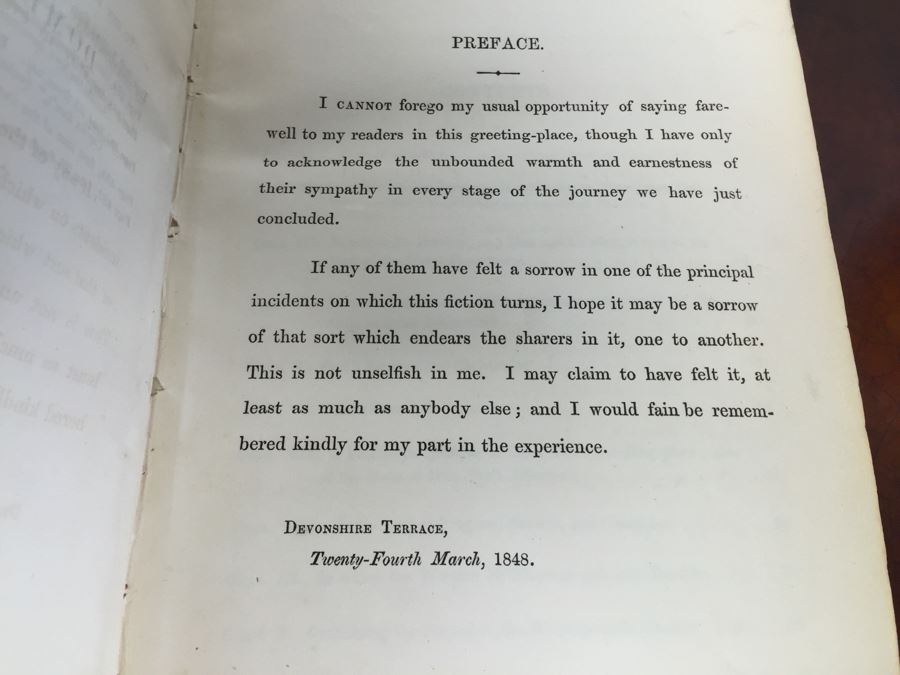 PREFACE.
I CANNOT forego my usual opportunity of saying fare-
well to my readers in this greeting-place, though I have only
to acknowledge the unbounded warmth and earnestness of
their sympathy in every stage of the journey we have just
concluded.
If any of them have felt a sorrow in one of the principal
incidents on which this fiction turns, I hope it may be a sorrow
of that sort which endears the sharers in it, one to another.
This is not unselfish in me. I may claim to have felt it, at
least as much as anybody else; and I would fain be remem-
bered kindly for my part in the experience.
DEVONSHIRE TERRACE,
Twenty-Fourth March, 1848.